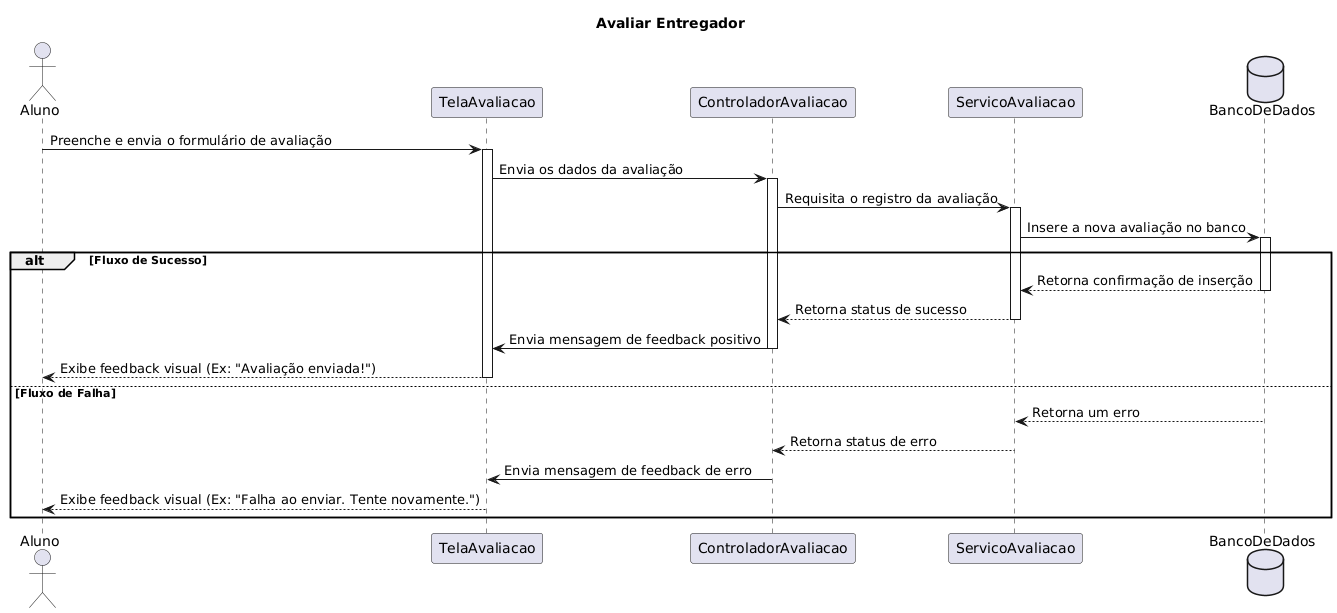 Avaliar Entregador
Aluno
TelaAvaliacao
ControladorAvaliacao
ServicoAvaliacao
BancoDeDados
Preenche e envia o formulário de avaliação
Envia os dados da avaliação
Requisita o registro da avaliação
Insere a nova avaliação no banco
alt
[Fluxo de Sucesso]
Retorna confirmação de inserção
Retorna status de sucesso
Envia mensagem de feedback positivo
Exibe feedback visual (Ex: "Avaliação enviada!")
[Fluxo de Falha]
Retorna um erro
Retorna status de erro
Envia mensagem de feedback de erro
Exibe feedback visual (Ex: "Falha ao enviar. Tente novamente.")
Aluno
TelaAvaliacao
ControladorAvaliacao
ServicoAvaliacao
BancoDeDados